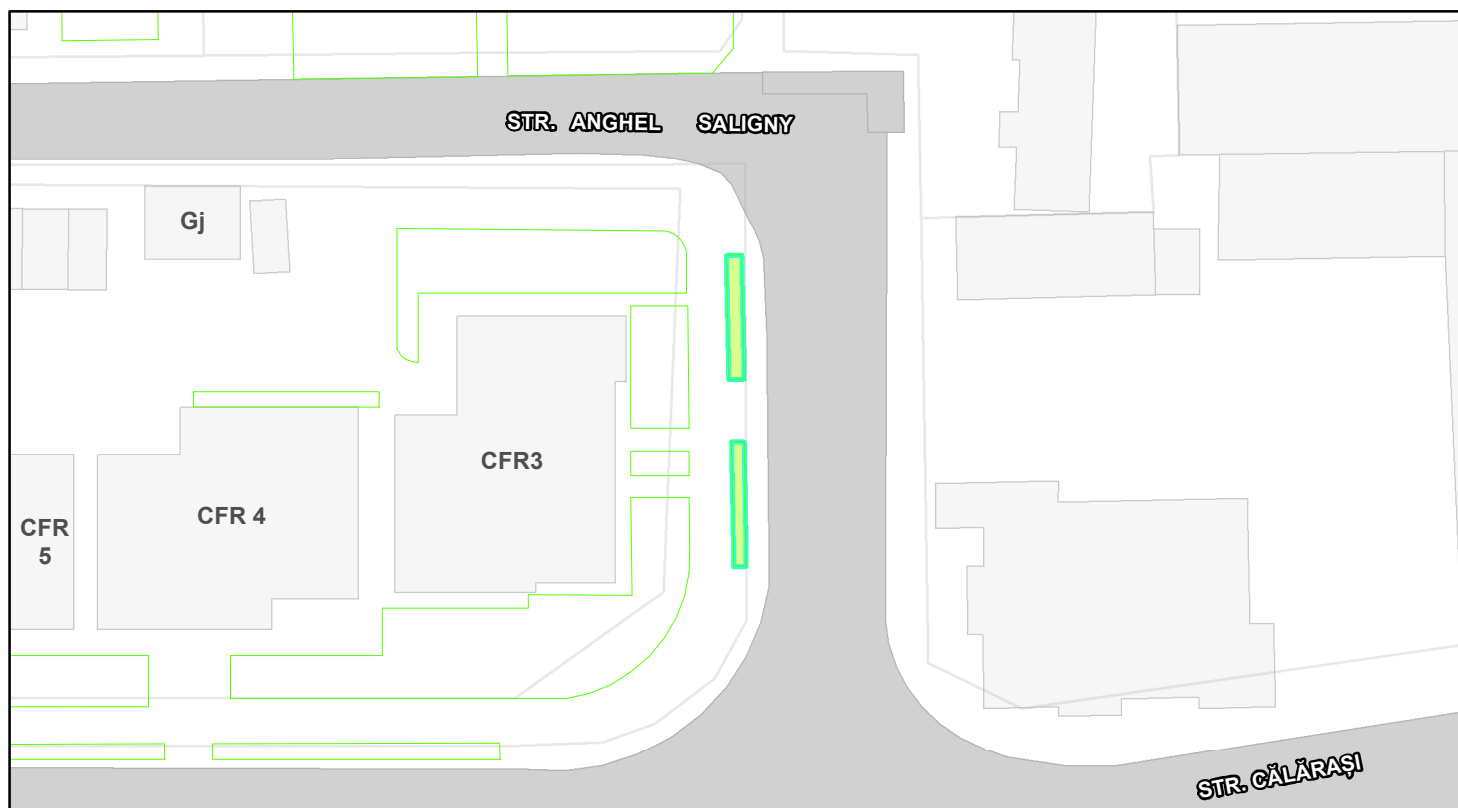 STR. ANGHEL SALIGNY
Gj
CFR3
CFR 4
CFR
5
STR. CĂLĂRAȘI